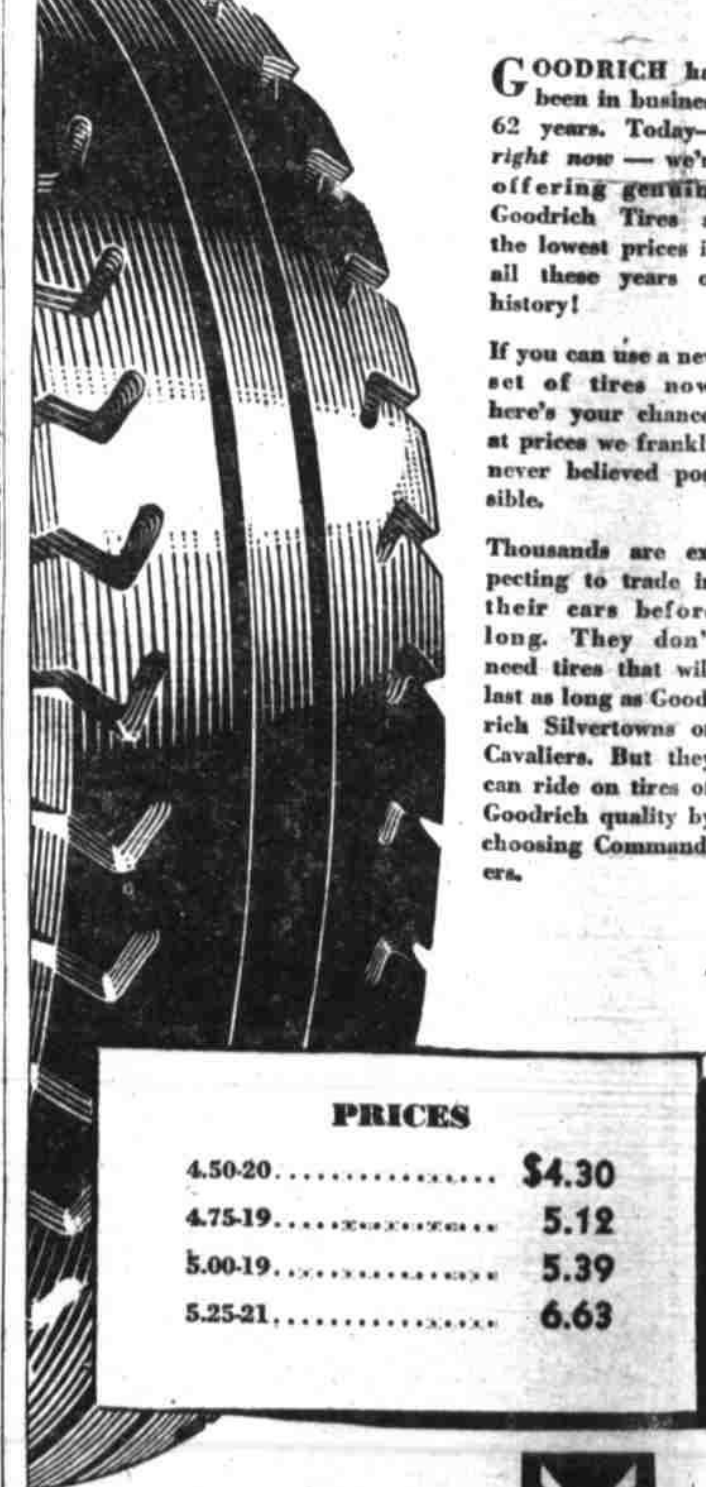 GOODRICH ha
been in busines
62 years. Today—
right now — we'r
offering genuin
Goodrich Tires a
the lowest prices i
all these years o
history!
If you can use a new
set of tires now
here's your chance
at prices we frankl
never believed pos
sible.
Thousands are ex
pecting to trade in
their cars before
long. They don'
need tires that wil
last as long as Good
rich Silvertowns or
Cavaliers. But they
can ride on tires of
Goodrich quality by
choosing Command
ers.
PRICES
4.50-20................. $4.30
4.75-19................. 5.12
5.00-19................. 5.39
5.25-21................. 6.63